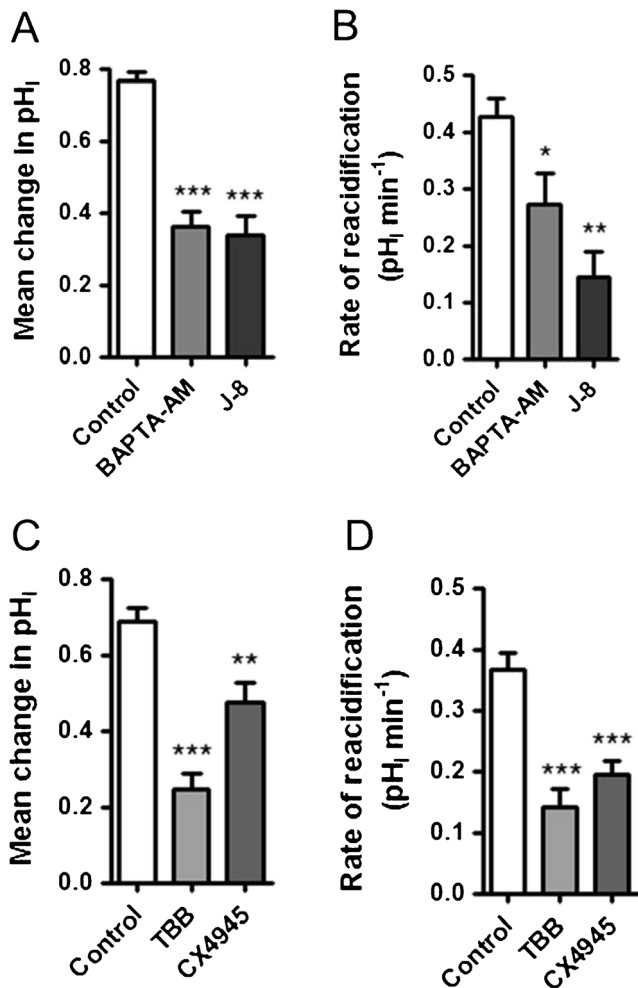 A
Mean change in pHI
0.8
0.6
0.4
0.2
0.0
***
***
Control
BAPTA-AM
J-8
B
Rate of reacidification
(pHI min-1)
0.5
0.4
0.3
0.2
0.1
0.0
*
**
Control
BAPTA-AM
J-8
C
Mean change in pHI
0.8
0.6
0.4
0.2
0.0
***
**
Control
TBB
CX4945
D
Rate of reacidification
(pHI min-1)
0.5
0.4
0.3
0.2
0.1
0.0
***
***
Control
TBB
CX4945